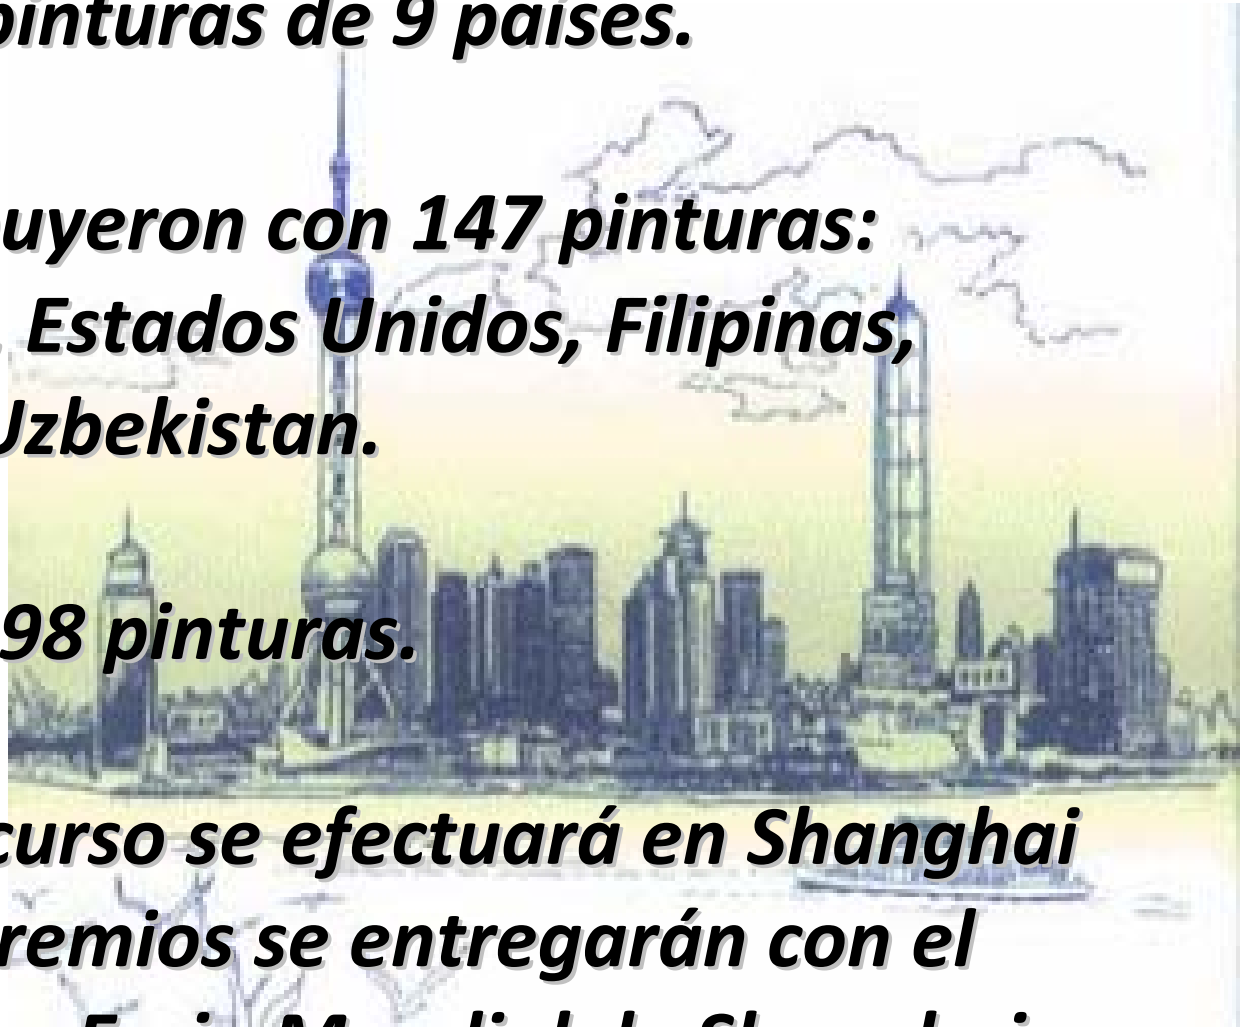 pinturas de 9 países.
uyeron con 147 pinturas:
Estados Unidos, Filipinas,
Uzbekistan.
98 pinturas.
curso se efectuará en Shanghai
remios se entregarán con el